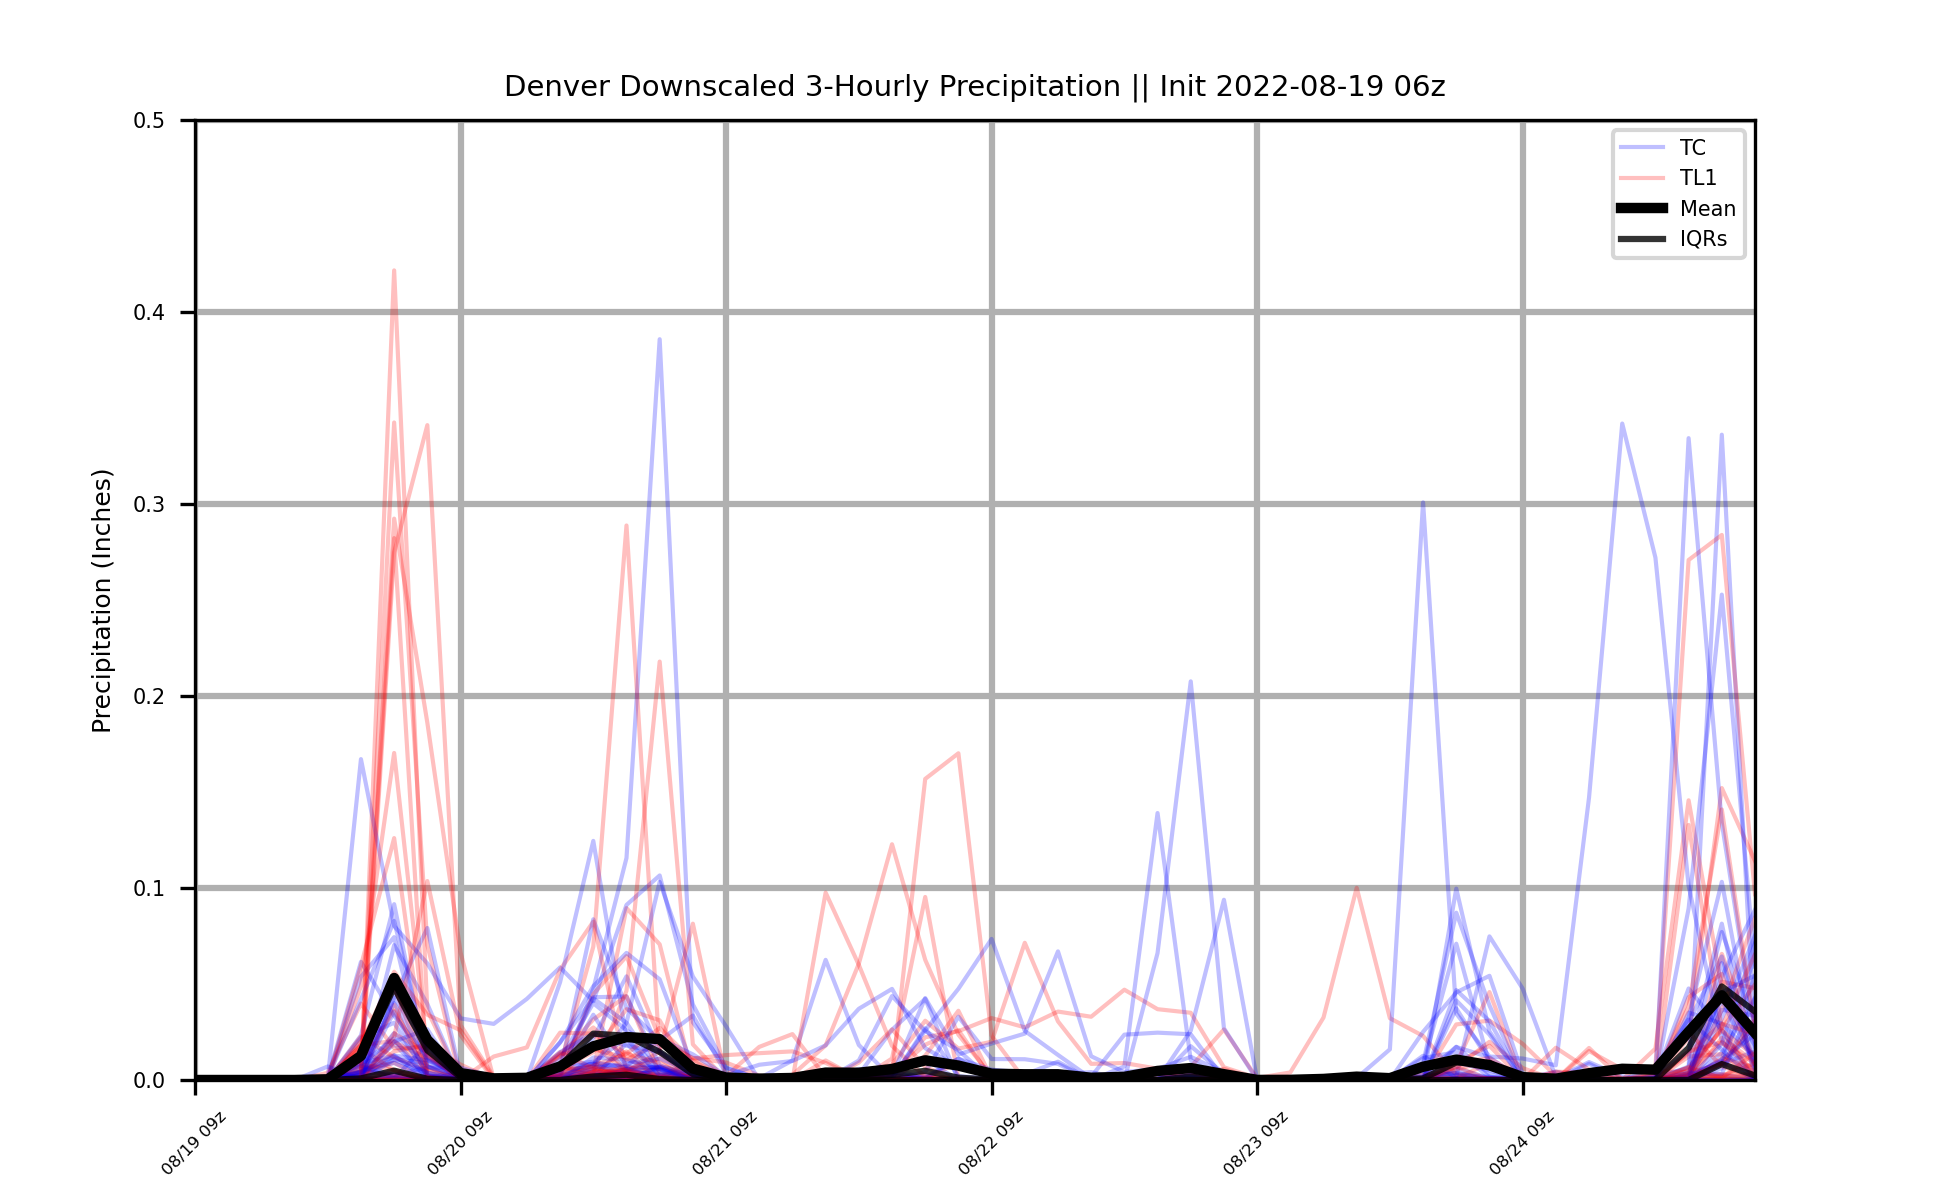 Denver Downscaled 3-Hourly Precipitation || Init 2022-08-19 06z
TC
TL1
Mean
IQRs
Precipitation (Inches)
0.5
0.4
0.3
0.2
0.1
0.0
08/19 09z
08/20 09z
08/21 09z
08/22 09z
08/23 09z
08/24 09z